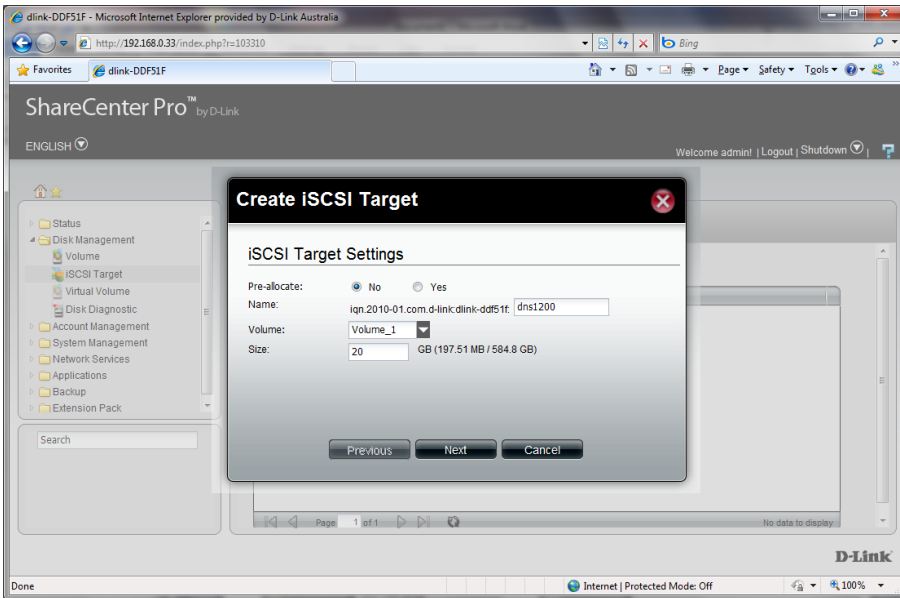 dlink-DDF51F - Microsoft Internet Explorer provided by D-Link Australia
http://192.168.0.33/index.php?r=103310
Bing
Favorites
dlink-DDF51F
Page
Safety
Tools
»
ShareCenter Pro™ by D-Link
ENGLISH
Welcome admin! | Logout | Shutdown |
?
Status
Disk Management
Volume
iSCSI Target
Virtual Volume
Disk Diagnostic
Account Management
System Management
Network Services
Applications
Backup
Extension Pack
Search
Create iSCSI Target
iSCSI Target Settings
Pre-allocate: No Yes
Name: iqn.2010-01.com.d-link:dlink-ddf51f: dns1200
Volume: Volume_1
Size: 20 GB (197.51 MB / 584.8 GB)
Previous Next Cancel
Page 1 of 1
No data to display
D-Link
Done
Internet | Protected Mode: Off
100%